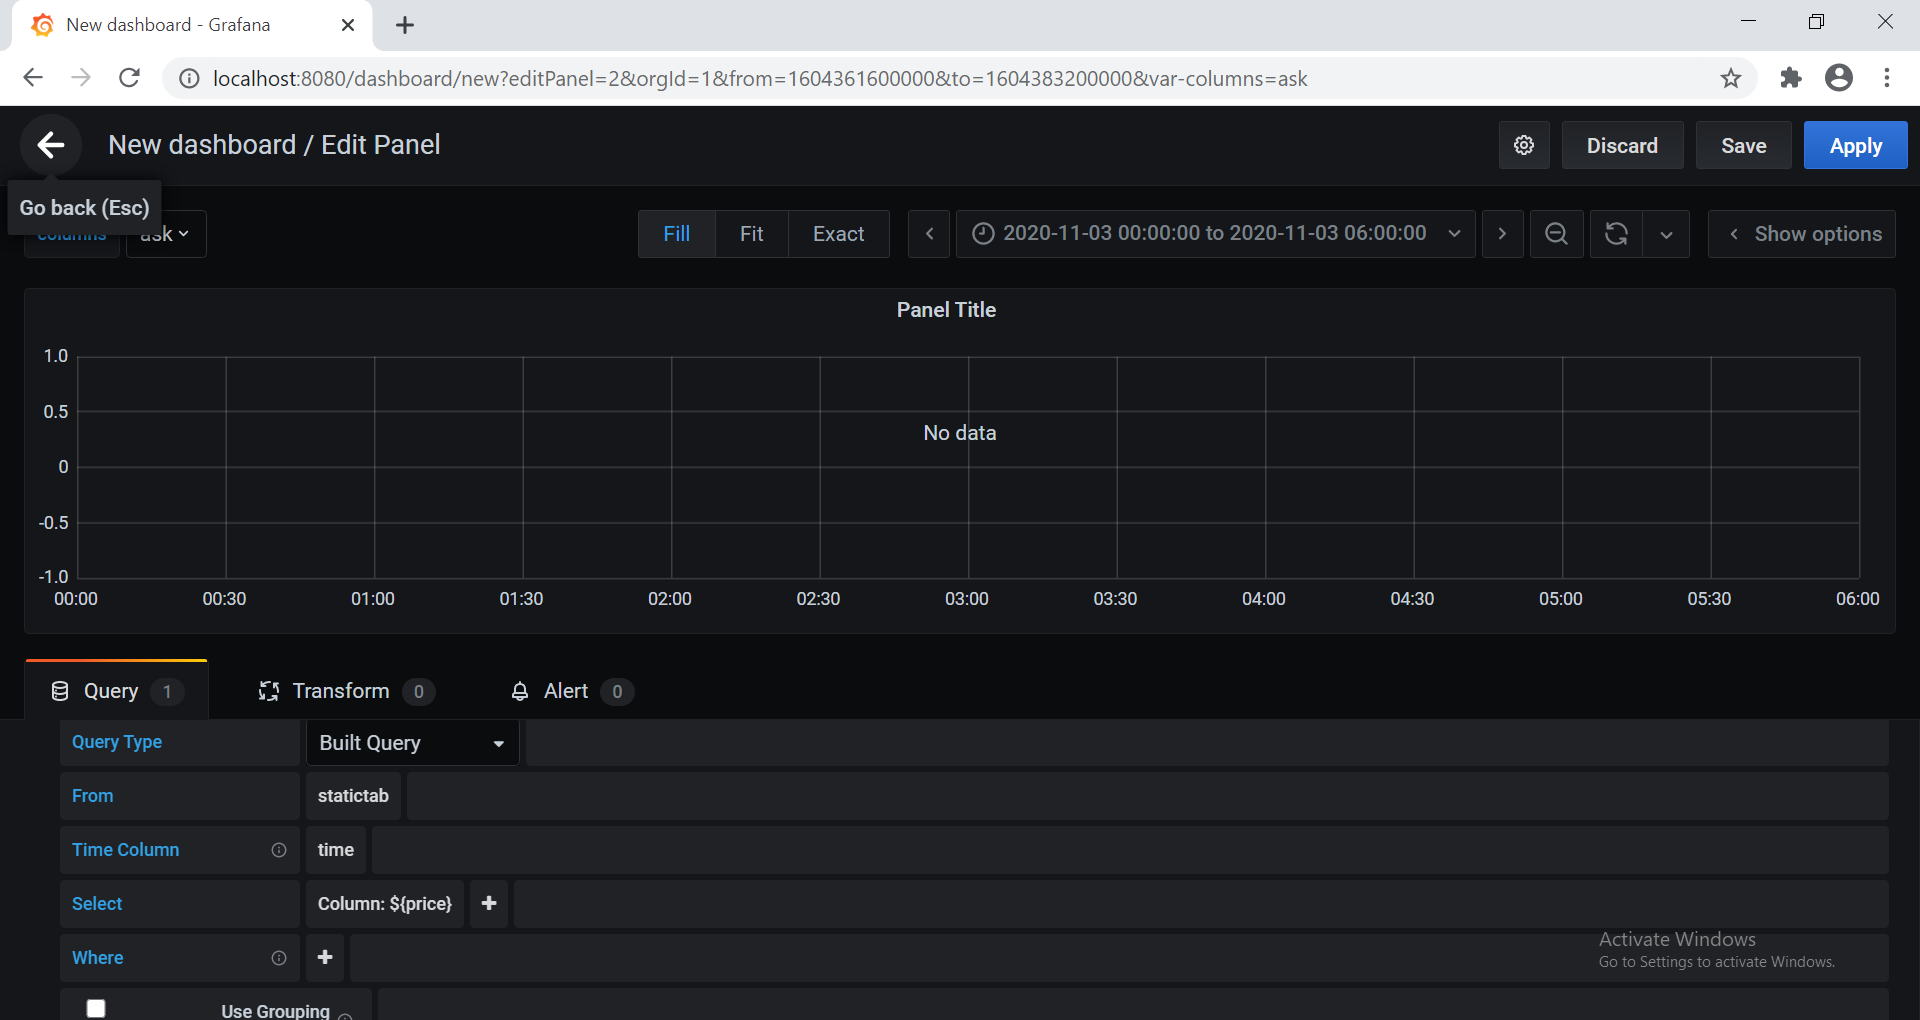 New dashboard - Grafana
localhost:8080/dashboard/new?editPanel=2&orgId=1&from=1604361600000&to=1604383200000&var-columns=ask
New dashboard / Edit Panel
Discard
Save
Apply
Go back (Esc)
columns
ask
Fill
Fit
Exact
2020-11-03 00:00:00 to 2020-11-03 06:00:00
Show options
Panel Title
1.0
0.5
No data
0
-0.5
-1.0
00:00 00:30 01:00 01:30 02:00 02:30 03:00 03:30 04:00 04:30 05:00 05:30 06:00
Query 1
Transform 0
Alert 0
Query Type
Built Query
From
statictab
Time Column
time
Select
Column: ${price}
Where
Activate Windows
Go to Settings to activate Windows.
Use Grouping